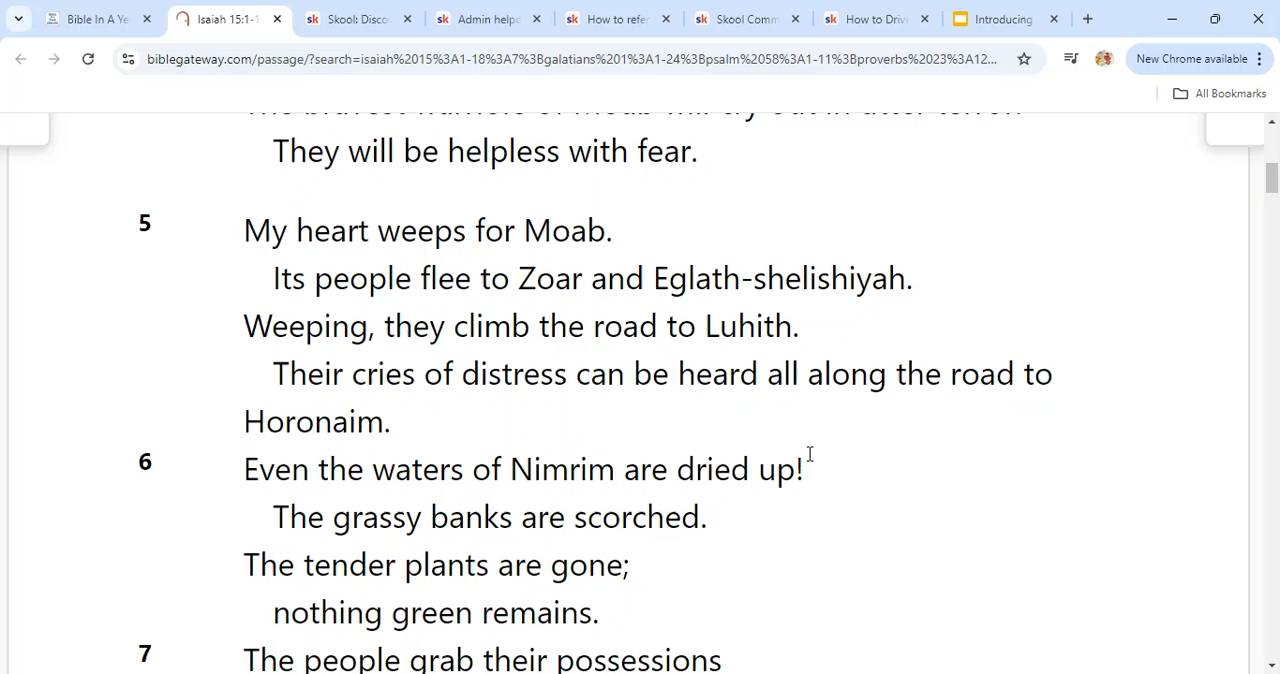 Bible In A Ye
Isaiah 15:1-1
Skool: Disco
Admin help
How to refer
Skool Comm
How to Driv
Introducing
biblegateway.com/passage/?search=isaiah%2015%3A1-18%3A7%3Bgalatians%201%3A1-24%3Bpsalm%2058%3A1-11%3Bproverbs%2023%3A12...
New Chrome available
All Bookmarks
They will be helpless with fear.
5 My heart weeps for Moab.
Its people flee to Zoar and Eglath-shelishiyah.
Weeping, they climb the road to Luhith.
Their cries of distress can be heard all along the road to
Horonaim.
6 Even the waters of Nimrim are dried up!
The grassy banks are scorched.
The tender plants are gone;
nothing green remains.
7 The people grab their possessions